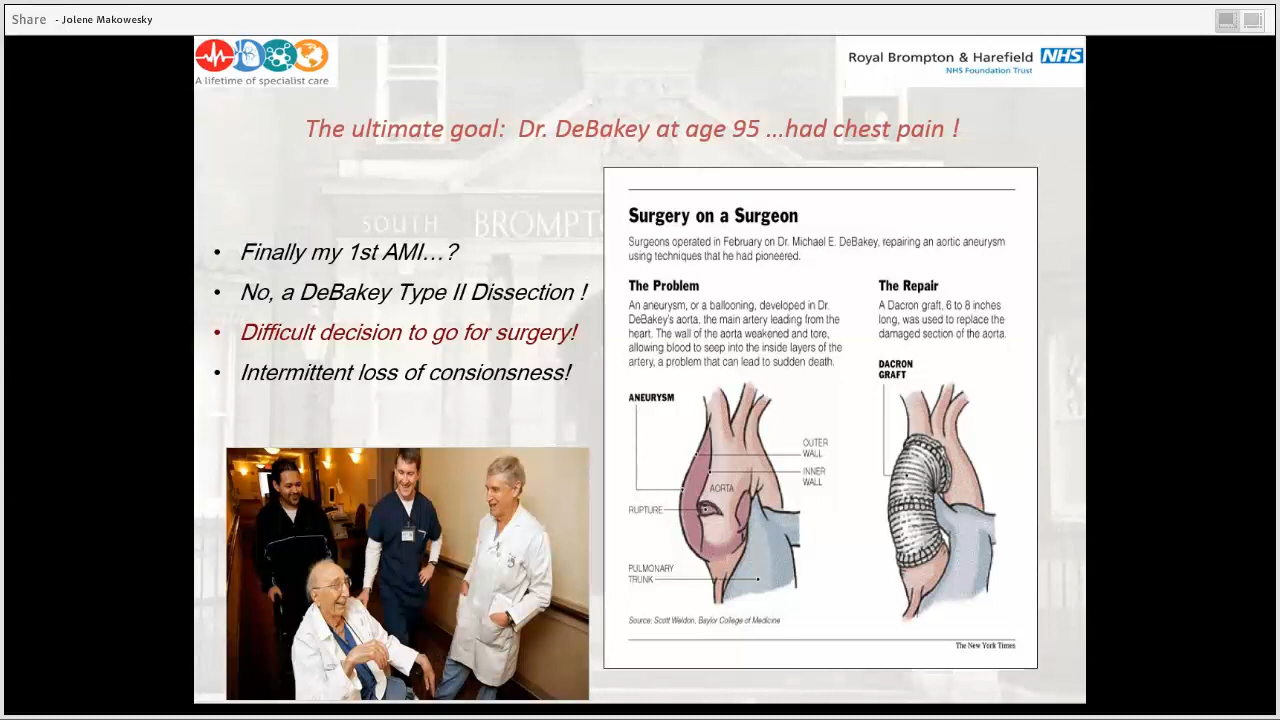 Share - Jolene Makowesky
A lifetime of specialist care
Royal Brompton & Harefield NHS
NHS Foundation Trust
The ultimate goal: Dr. DeBakey at age 95 ...had chest pain !
SOUTH BROMPTO
• Finally my 1st AMI...?
• No, a DeBakey Type II Dissection !
• Difficult decision to go for surgery!
• Intermittent loss of consionsness!
Surgery on a Surgeon
Surgeons operated in February on Dr. Michael E. DeBakey, repairing an aortic aneurysm
using techniques that he had pioneered.
The Problem
An aneurysm, or a ballooning, developed in Dr.
DeBakey's aorta, the main artery leading from the
heart. The wall of the aorta weakened and tore,
allowing blood to seep into the inside layers of the
artery, a problem that can lead to sudden death.
The Repair
A Dacron graft, 6 to 8 inches
long, was used to replace the
damaged section of the aorta.
ANEURYSM
OUTER
WALL
INNER
WALL
AORTA
RUPTURE
PULMONARY
TRUNK
DACRON
GRAFT
Source: Scott Weldon, Baylor College of Medicine
The New York Times